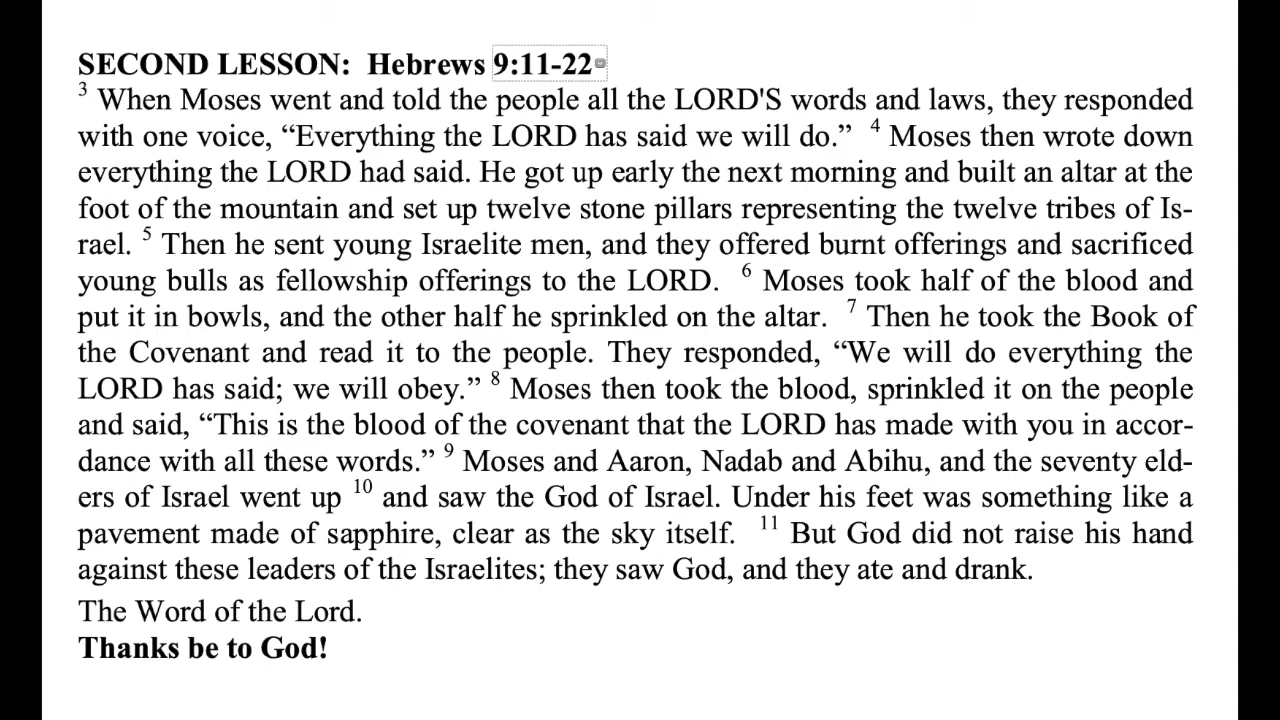 SECOND LESSON: Hebrews 9:11-22
3 When Moses went and told the people all the LORD'S words and laws, they responded
with one voice, “Everything the LORD has said we will do.” 4 Moses then wrote down
everything the LORD had said. He got up early the next morning and built an altar at the
foot of the mountain and set up twelve stone pillars representing the twelve tribes of Is-
rael. 5 Then he sent young Israelite men, and they offered burnt offerings and sacrificed
young bulls as fellowship offerings to the LORD. 6 Moses took half of the blood and
put it in bowls, and the other half he sprinkled on the altar. 7 Then he took the Book of
the Covenant and read it to the people. They responded, “We will do everything the
LORD has said; we will obey.” 8 Moses then took the blood, sprinkled it on the people
and said, “This is the blood of the covenant that the LORD has made with you in accor-
dance with all these words.” 9 Moses and Aaron, Nadab and Abihu, and the seventy eld-
ers of Israel went up 10 and saw the God of Israel. Under his feet was something like a
pavement made of sapphire, clear as the sky itself. 11 But God did not raise his hand
against these leaders of the Israelites; they saw God, and they ate and drank.
The Word of the Lord.
Thanks be to God!